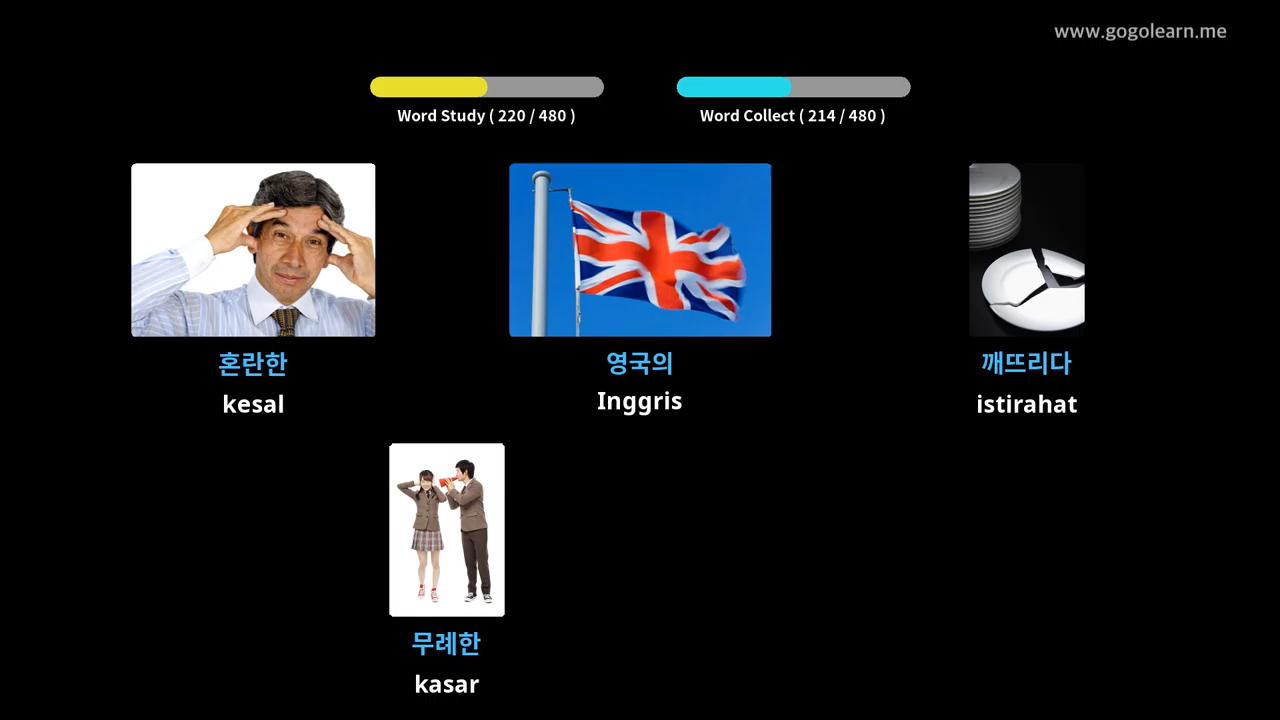 www.gogolearn.me
Word Study ( 220 / 480 )
Word Collect ( 214 / 480 )
혼란한
kesal
영국의
Inggris
깨뜨리다
istirahat
무례한
kasar